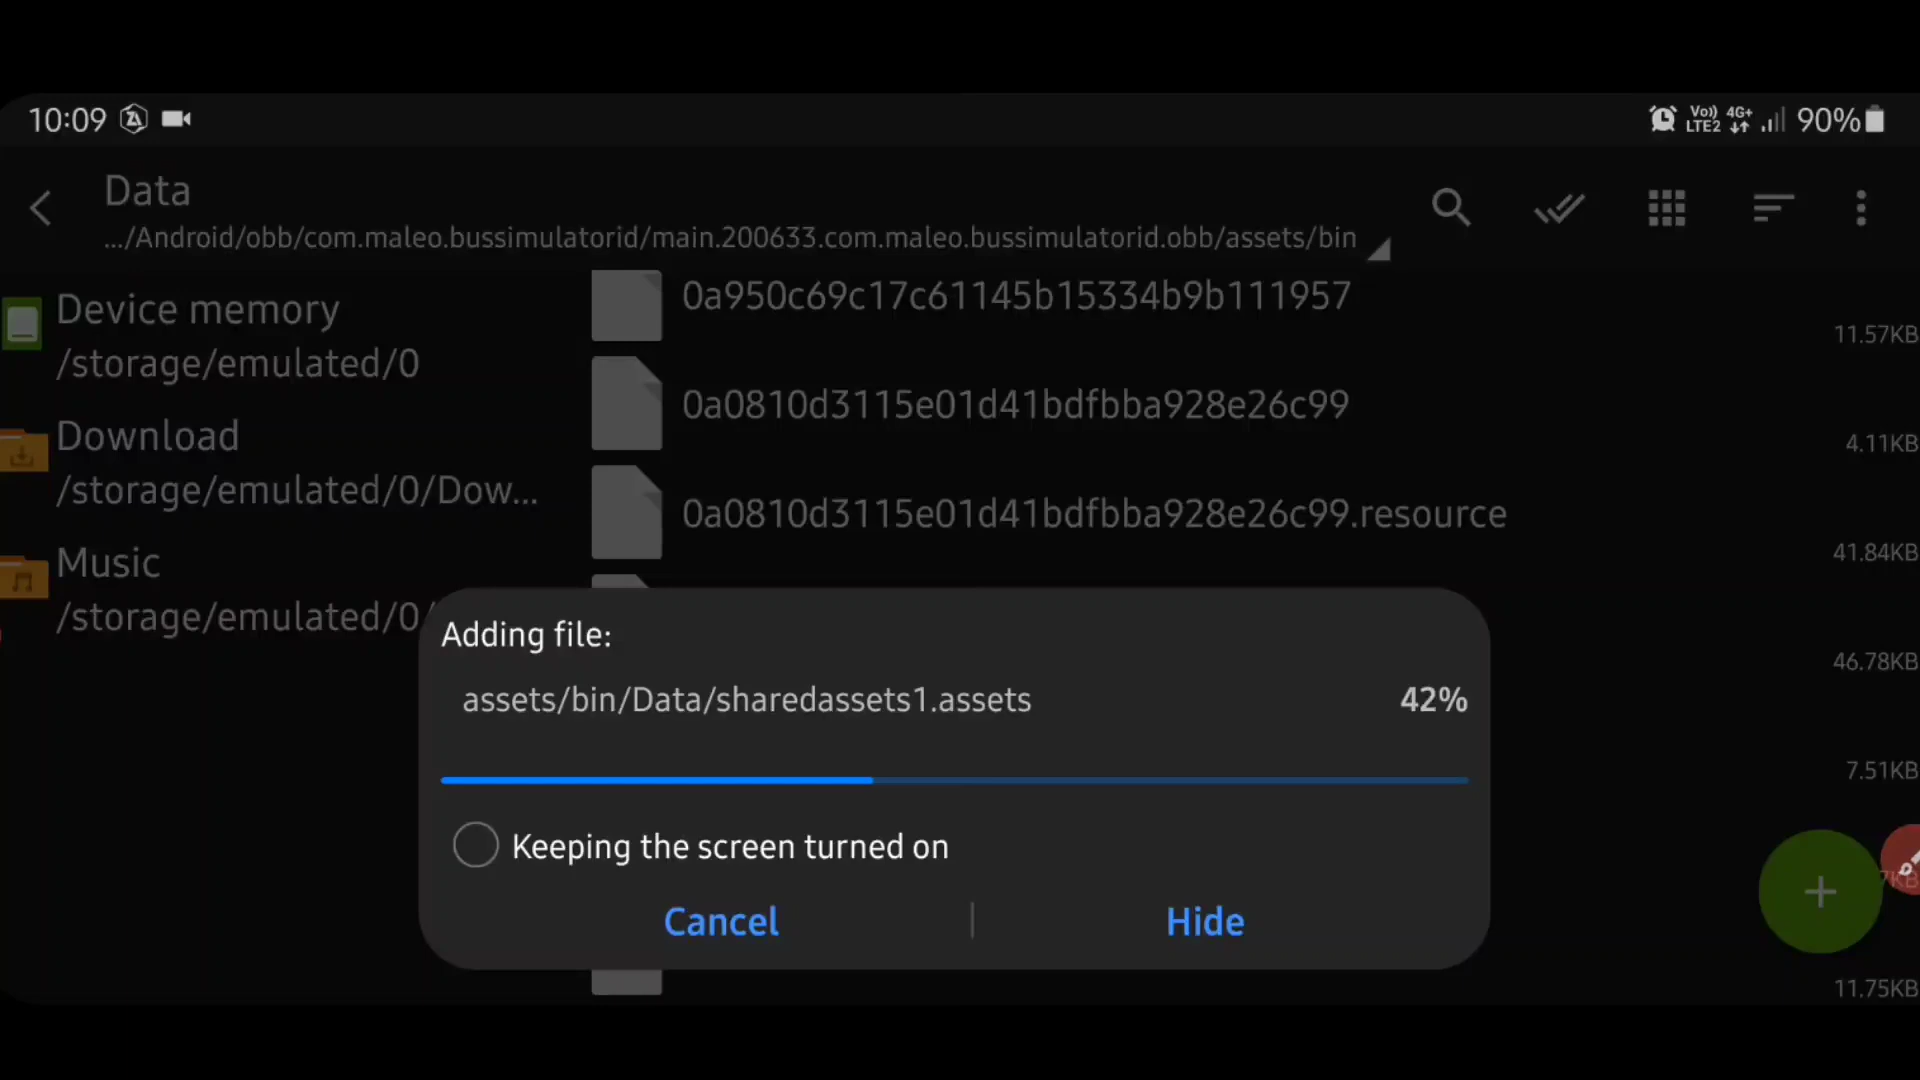 10:09
Vo)) 4G+
LTE2
90%
Data
.../Android/obb/com.maleo.bussimulatorid/main.200633.com.maleo.bussimulatorid.obb/assets/bin
Device memory
/storage/emulated/0
Download
/storage/emulated/0/Dow...
Music
/storage/emulated/0/
0a950c69c17c61145b15334b9b111957
11.57KB
0a0810d3115e01d41bdfbba928e26c99
4.11KB
0a0810d3115e01d41bdfbba928e26c99.resource
41.84KB
46.78KB
7.51KB
11.75KB
Adding file:
assets/bin/Data/sharedassets1.assets
42%
Keeping the screen turned on
Cancel
Hide